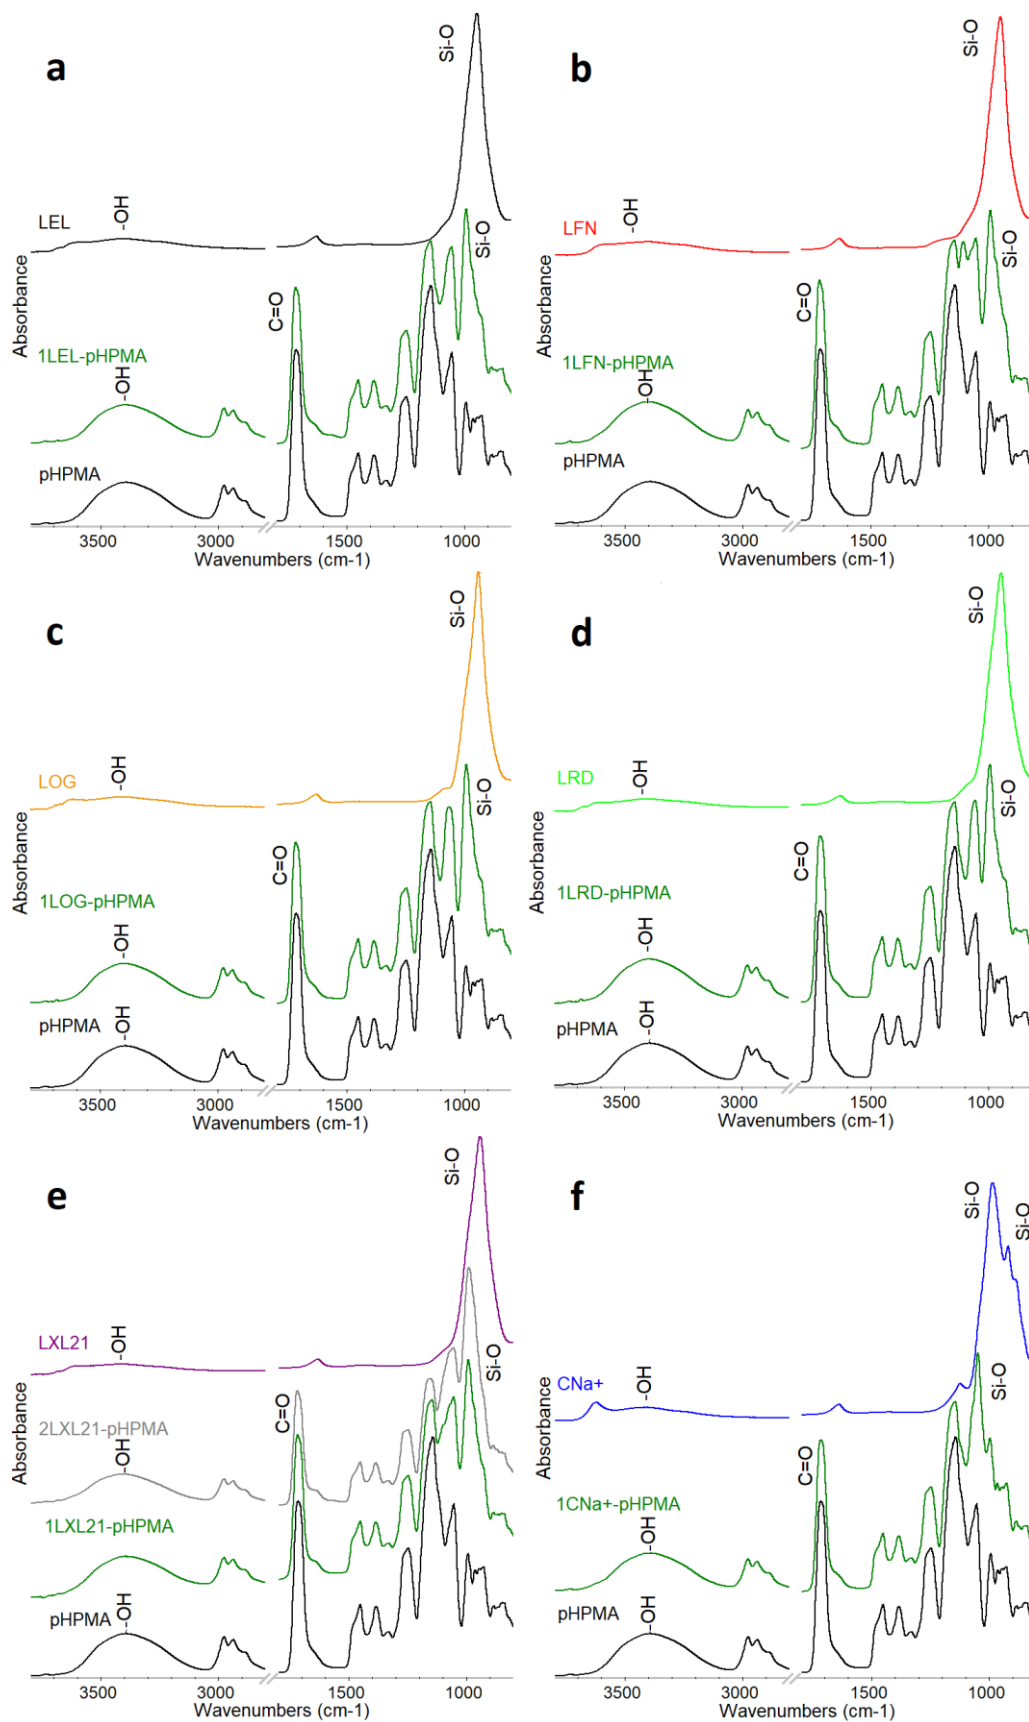 a
Si-O
-OH
LEL
Si-O
C=O
1LEL-pHPMA
-OH
pHPMA
Absorbance
3500 3000 1500 1000
Wavenumbers (cm-1)
b
Si-O
-OH
LFN
Si-O
C=O
1LFN-pHPMA
-OH
pHPMA
Absorbance
3500 3000 1500 1000
Wavenumbers (cm-1)
c
Si-O
-OH
LOG
Si-O
C=O
1LOG-pHPMA
-OH
pHPMA
-OH
Absorbance
3500 3000 1500 1000
Wavenumbers (cm-1)
d
Si-O
-OH
LRD
Si-O
C=O
1LRD-pHPMA
-OH
pHPMA
-OH
Absorbance
3500 3000 1500 1000
Wavenumbers (cm-1)
e
Si-O
-OH
LXL21
Si-O
C=O
2LXL21-pHPMA
-OH
1LXL21-pHPMA
pHPMA
-OH
Absorbance
3500 3000 1500 1000
Wavenumbers (cm-1)
f
Si-O
Si-O
-OH
CNa+
Si-O
C=O
1CNa+-pHPMA
-OH
pHPMA
-OH
Absorbance
3500 3000 1500 1000
Wavenumbers (cm-1)